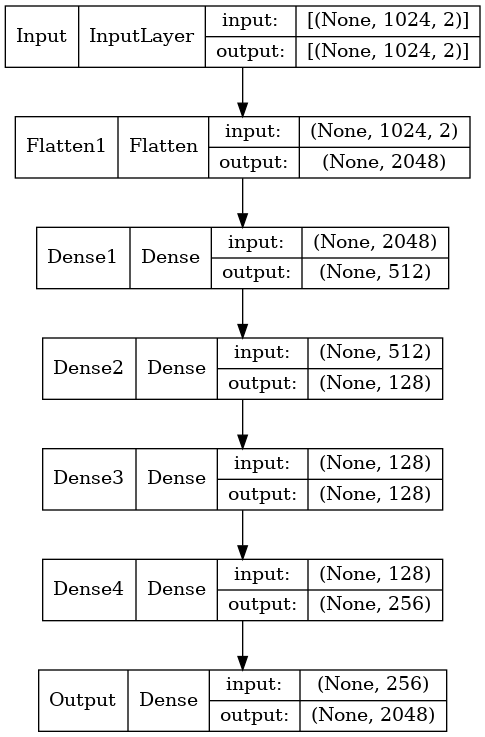 Input InputLayer input: [(None, 1024, 2)]
output: [(None, 1024, 2)]
Flatten1 Flatten input: (None, 1024, 2)
output: (None, 2048)
Dense1 Dense input: (None, 2048)
output: (None, 512)
Dense2 Dense input: (None, 512)
output: (None, 128)
Dense3 Dense input: (None, 128)
output: (None, 128)
Dense4 Dense input: (None, 128)
output: (None, 256)
Output Dense input: (None, 256)
output: (None, 2048)